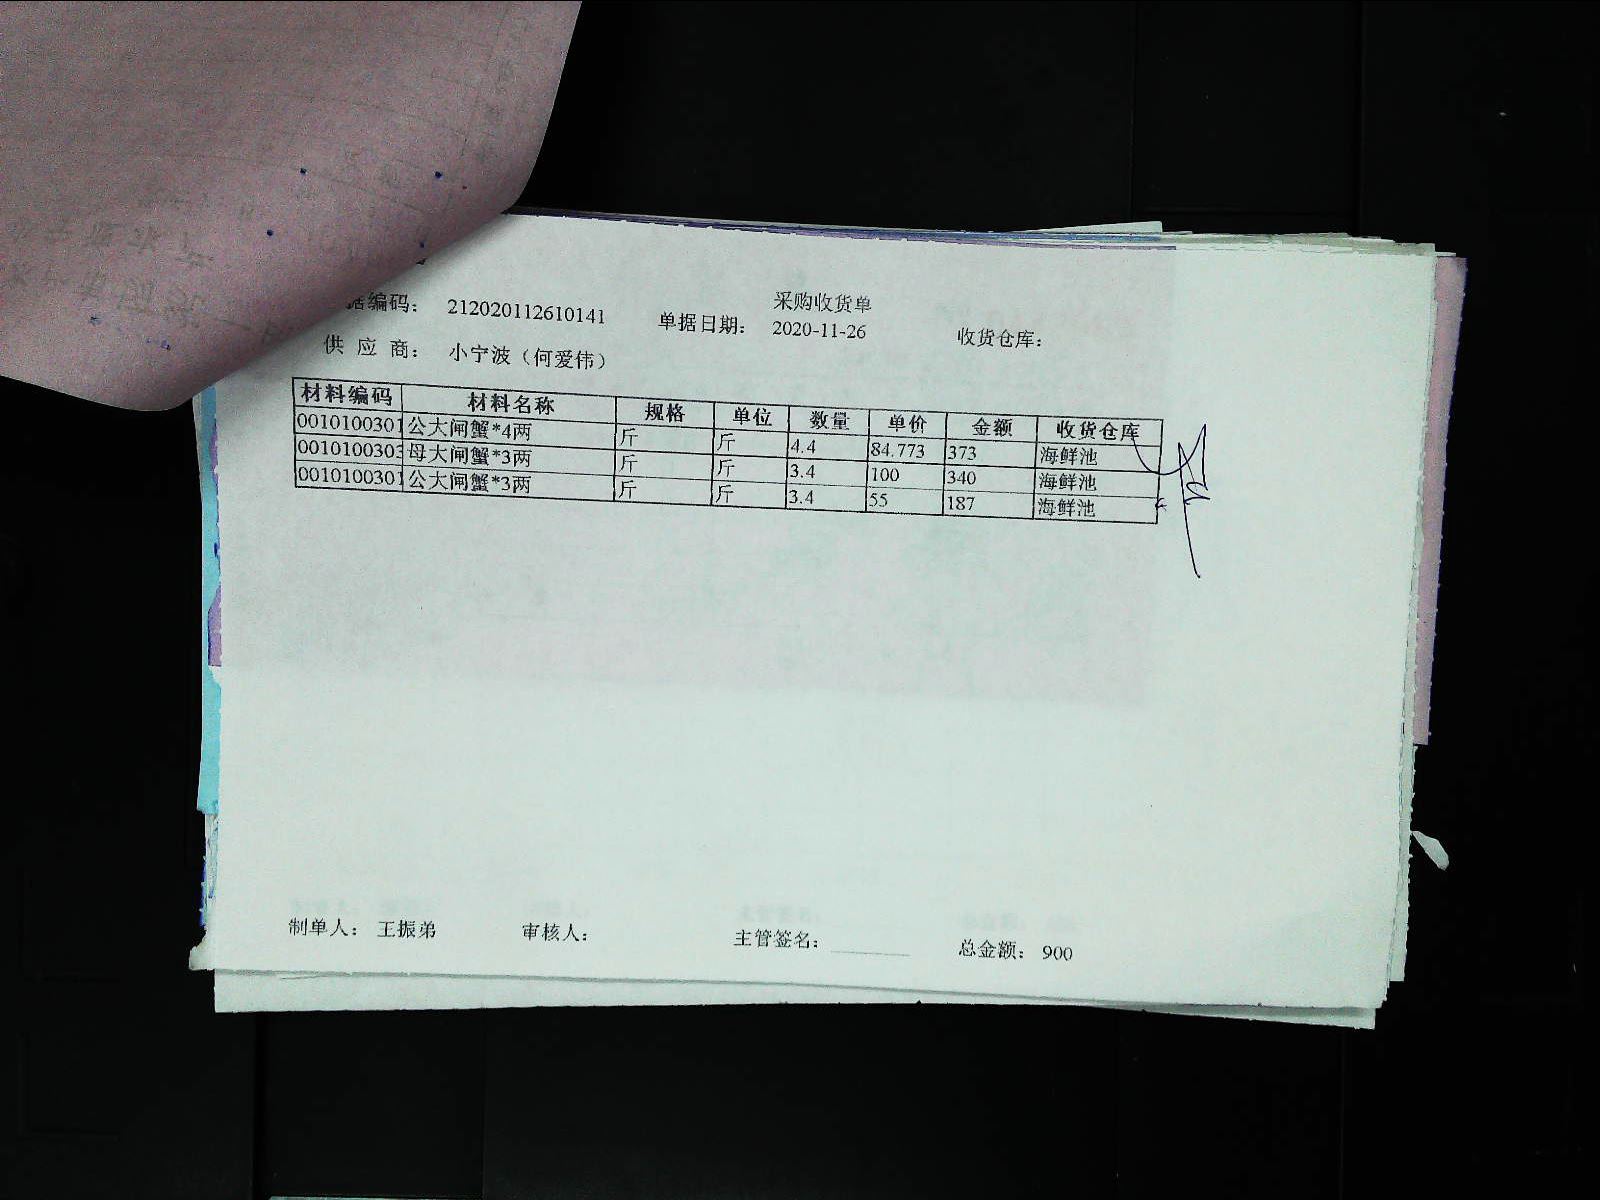 采购收货单
据编码： 212020112610141 单据日期： 2020-11-26 收货仓库：
供 应 商： 小宁波（何爱伟）
材料编码 材料名称 规格 单位 数量 单价 金额 收货仓库
0010100301 公大闸蟹*4两 斤 斤 4.4 84.773 373 海鲜池
0010100303 母大闸蟹*3两 斤 斤 3.4 100 340 海鲜池
0010100301 公大闸蟹*3两 斤 斤 3.4 55 187 海鲜池
制单人： 王振弟 审核人： 主管签名： 总金额： 900